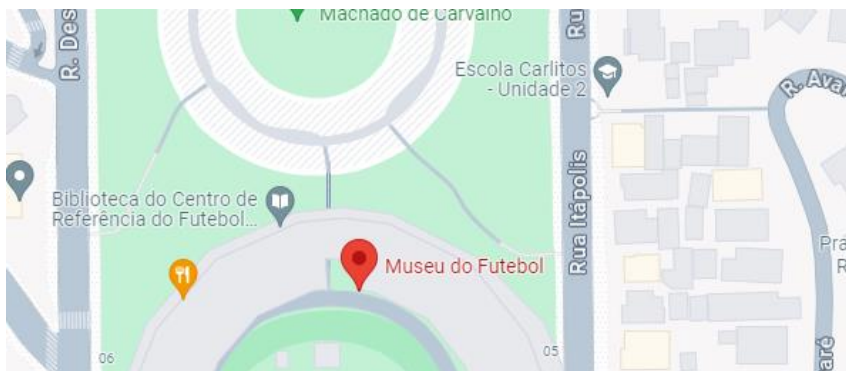 Machado de Carvalho
R. Des
Ru
Escola Carlitos
- Unidade 2
R. Avar
Biblioteca do Centro de
Referência do Futebol...
Rua Itápolis
Museu do Futebol
Pra
R
06
05
aré